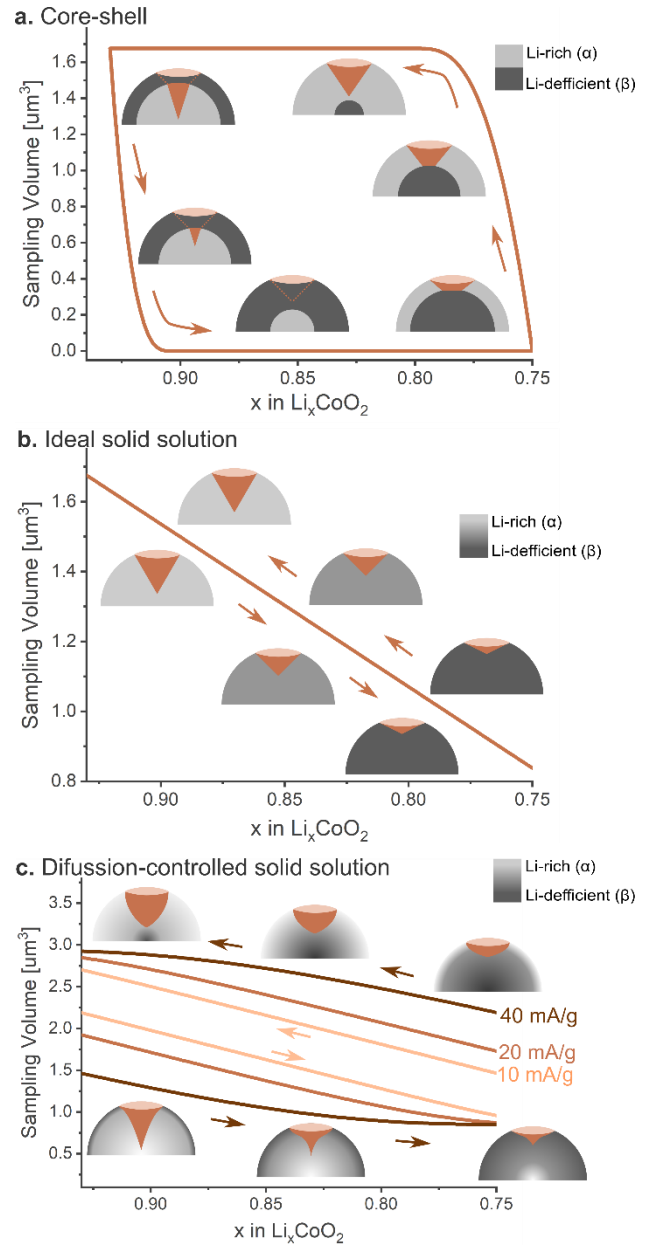 a. Core-shell
Sampling Volume [um³]
1.6
1.4
1.2
1.0
0.8
0.6
0.4
0.2
0.0
Li-rich (α)
Li-defficient (β)
0.90 0.85 0.80 0.75
x in LiₓCoO₂
b. Ideal solid solution
Sampling Volume [um³]
1.6
1.4
1.2
1.0
0.8
Li-rich (α)
Li-defficient (β)
0.90 0.85 0.80 0.75
x in LiₓCoO₂
c. Difussion-controlled solid solution
Sampling Volume [um³]
3.5
3.0
2.5
2.0
1.5
1.0
0.5
Li-rich (α)
Li-defficient (β)
40 mA/g
20 mA/g
10 mA/g
0.90 0.85 0.80 0.75
x in LiₓCoO₂